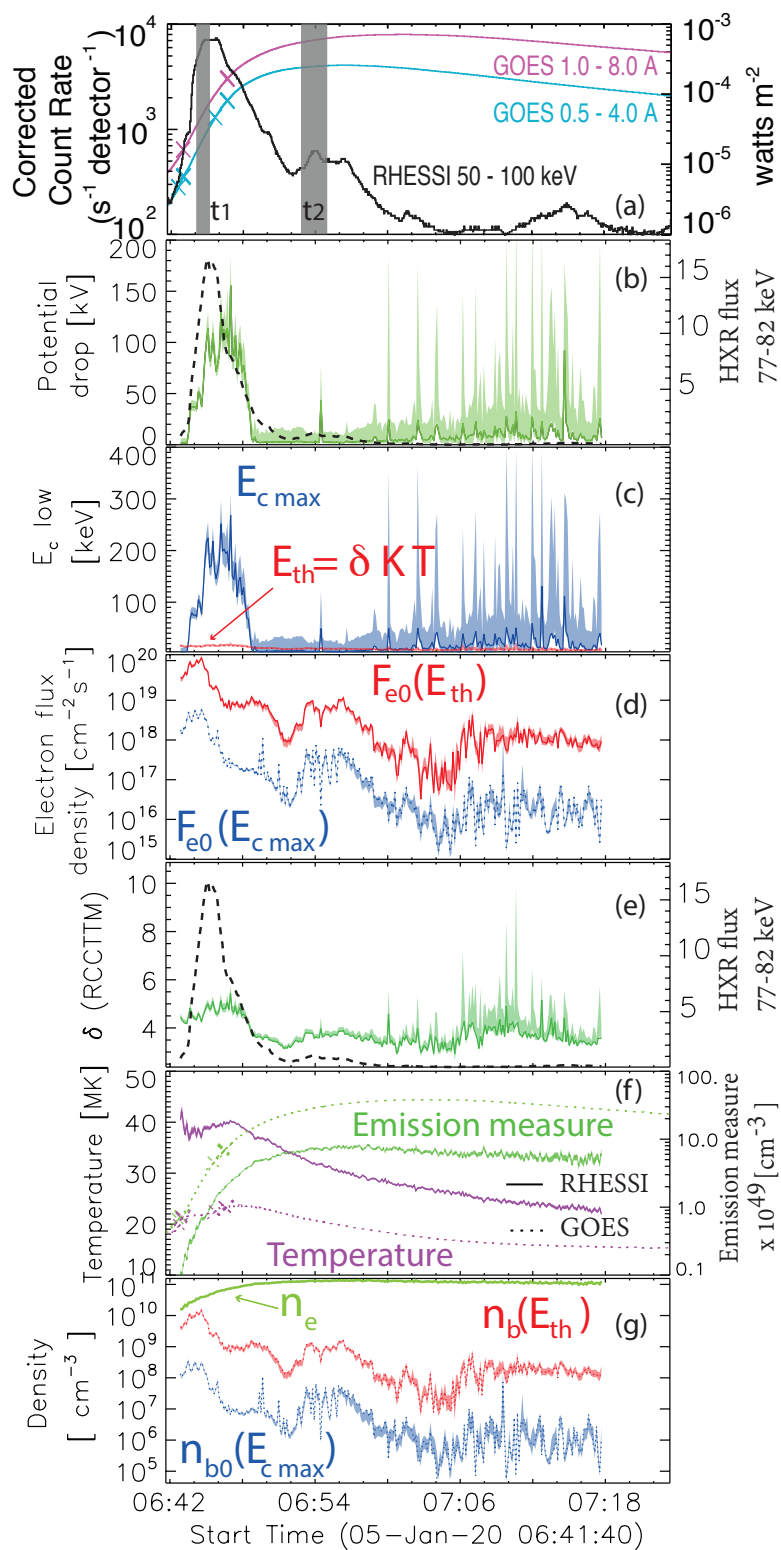 Corrected
Count Rate
(s⁻¹ detector⁻¹)
10⁴
10³
10²
GOES 1.0 - 8.0 A
GOES 0.5 - 4.0 A
RHESSI 50 - 100 keV
t1
t2
(a)
10⁻³
10⁻⁴
10⁻⁵
10⁻⁶
watts m⁻²
Potential
drop [kV]
200
150
100
50
0
(b)
15
10
5
HXR flux
77-82 keV
E_c low
[keV]
400
300
200
100
E_c max
E_th = δ K T
(c)
Electron flux
density [cm⁻²s⁻¹]
10²⁰
10¹⁹
10¹⁸
10¹⁷
10¹⁶
10¹⁵
F_e0(E_th)
F_e0(E_c max)
(d)
δ (RCCTTM)
10
8
6
4
(e)
15
10
5
HXR flux
77-82 keV
Temperature [MK]
50
40
30
20
10
(f)
Emission measure
RHESSI
GOES
Temperature
100.
10.0
1.0
0.1
Emission measure
x 10⁴⁹[cm⁻³]
Density
[ cm⁻³]
10¹¹
10¹⁰
10⁹
10⁸
10⁷
10⁶
10⁵
n_e
n_b(E_th)
(g)
n_b0(E_c max)
06:42
06:54
07:06
07:18
Start Time (05-Jan-20 06:41:40)